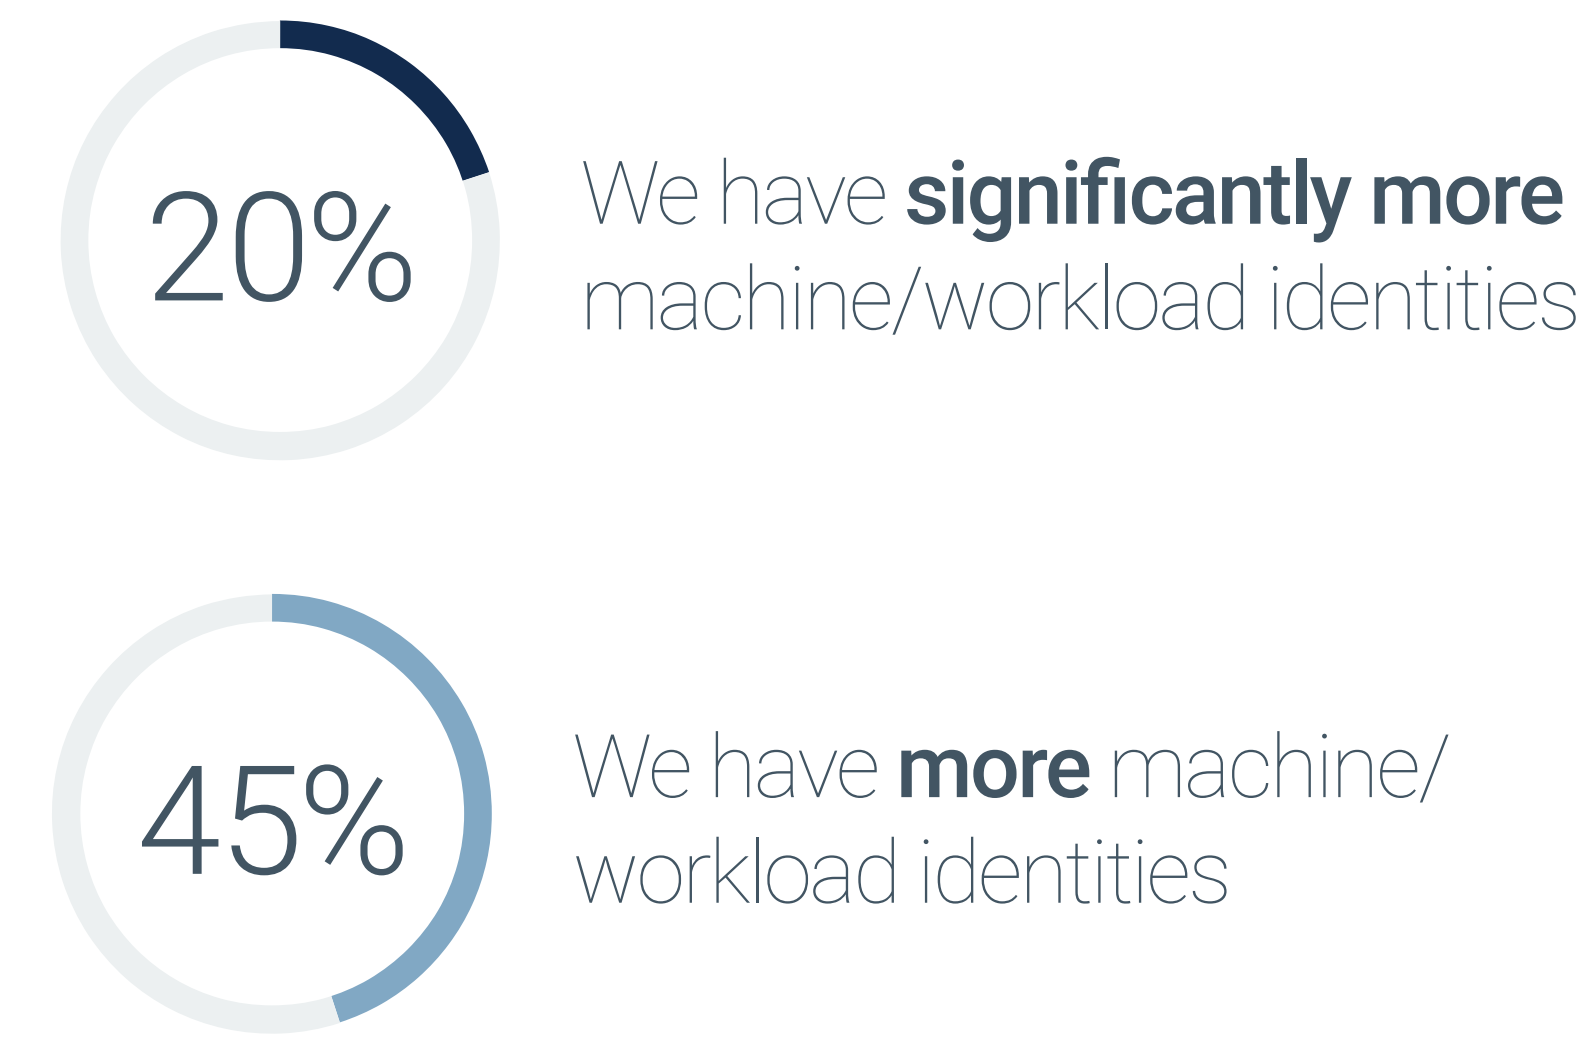 20%
We have significantly more
machine/workload identities
45%
We have more machine/
workload identities